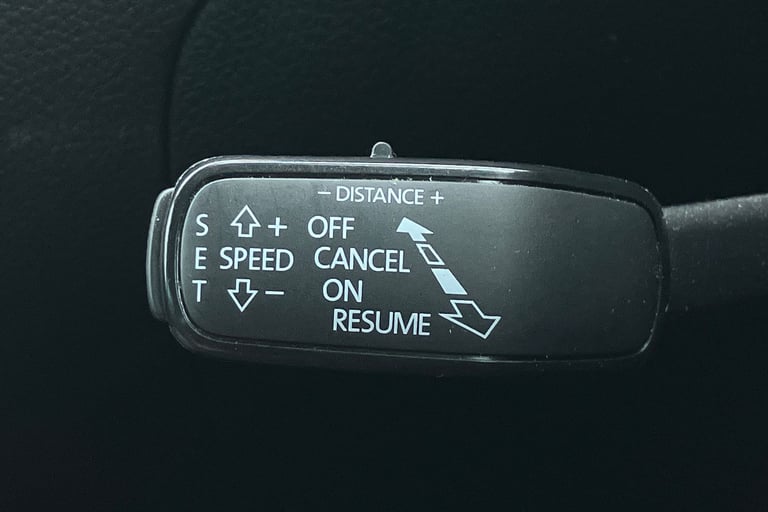 − DISTANCE +
S + OFF
E SPEED CANCEL
T − ON
RESUME